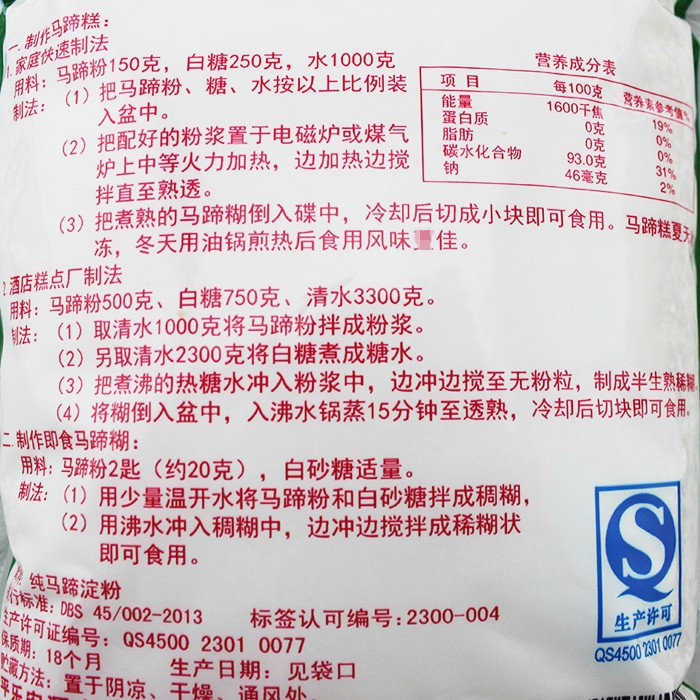 一.制作马蹄糕：
1.家庭快速制法
用料：马蹄粉150克，白糖250克，水1000克
制法：（1）把马蹄粉、糖、水按以上比例装
入盆中。
（2）把配好的粉浆置于电磁炉或煤气
炉上中等火力加热，边加热边搅
拌直至熟透。
（3）把煮熟的马蹄糊倒入碟中，冷却后切成小块即可食用。马蹄糕夏天
冻，冬天用油锅煎热后食用风味佳。
营养成分表
项目 每100克 营养素参考值%
能量 1600千焦 19%
蛋白质 0克 0%
脂肪 0克 0%
碳水化合物 93.0克 31%
钠 46毫克 2%
2.酒店糕点厂制法
用料：马蹄粉500克、白糖750克、清水3300克。
制法：（1）取清水1000克将马蹄粉拌成粉浆。
（2）另取清水2300克将白糖煮成糖水。
（3）把煮沸的热糖水冲入粉浆中，边冲边搅至无粉粒，制成半生熟稀糊
（4）将糊倒入盆中，入沸水锅蒸15分钟至透熟，冷却后切块即可食用。
二.制作即食马蹄糊：
用料：马蹄粉2匙（约20克），白砂糖适量。
制法：（1）用少量温开水将马蹄粉和白砂糖拌成稠糊，
（2）用沸水冲入稠糊中，边冲边搅拌成稀糊状
即可食用。
纯马蹄淀粉
标准：DBS 45/002-2013 标签认可编号：2300-004
生产许可证编号：QS4500 2301 0077
保质期：18个月 生产日期：见袋口
贮藏方法：置于阴凉、干燥、通风处
生产许可
QS4500 2301 0077